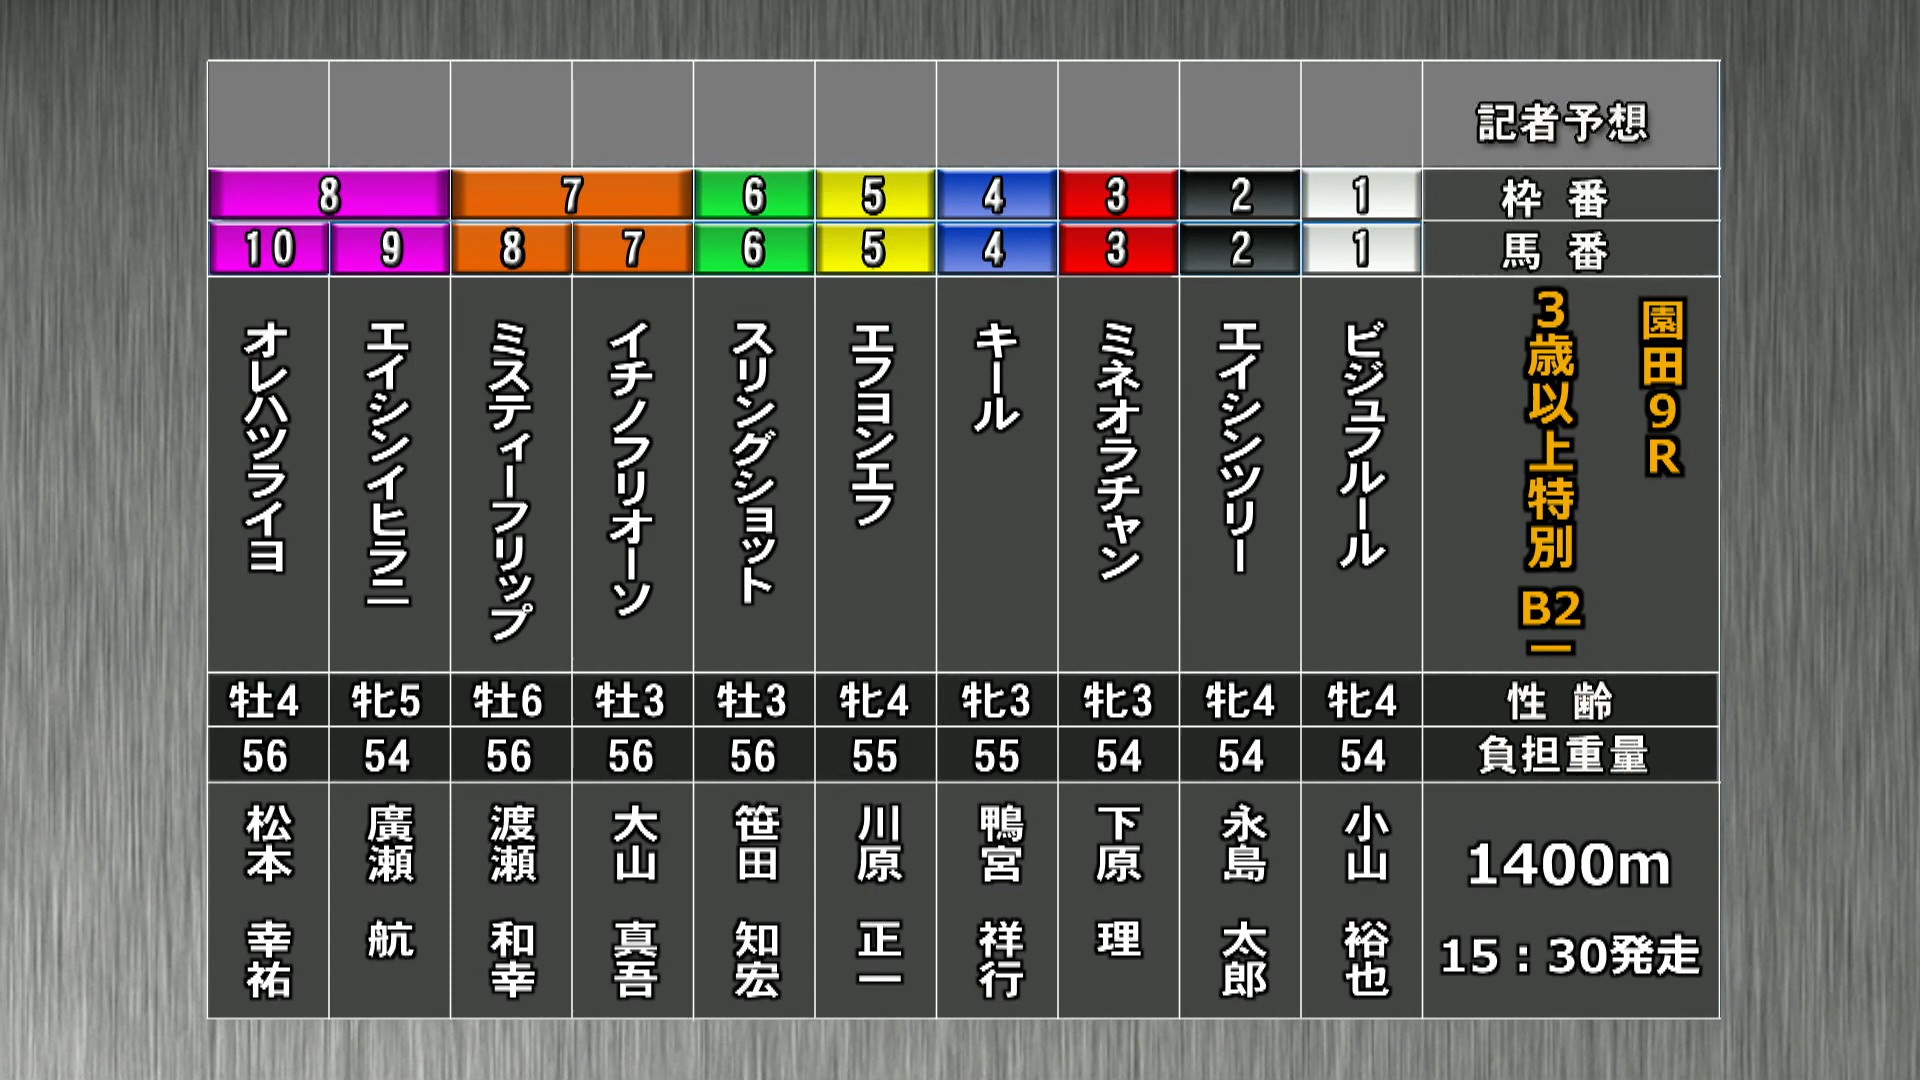 記者予想
枠番 1 2 3 4 5 6 7 8
馬番 1 2 3 4 5 6 7 8 9 10
園田9R
3歳以上特別 B2一
ビジュフルール
エイシンツリー
ミネオラチャン
キール
エフヨンエフ
スリングショット
イチノフリオーソ
ミスティーフリップ
エイシンイヒラニ
オレハツライヨ
性齢 牝4 牝4 牝3 牝3 牝4 牡3 牡3 牡6 牝5 牡4
負担重量 54 54 54 55 55 56 56 56 54 56
1400m
15：30発走
小山 裕也
永島 太郎
下原 理
鴨宮 祥行
川原 正一
笹田 知宏
大山 真吾
渡瀬 和幸
廣瀬 航
松本 幸祐